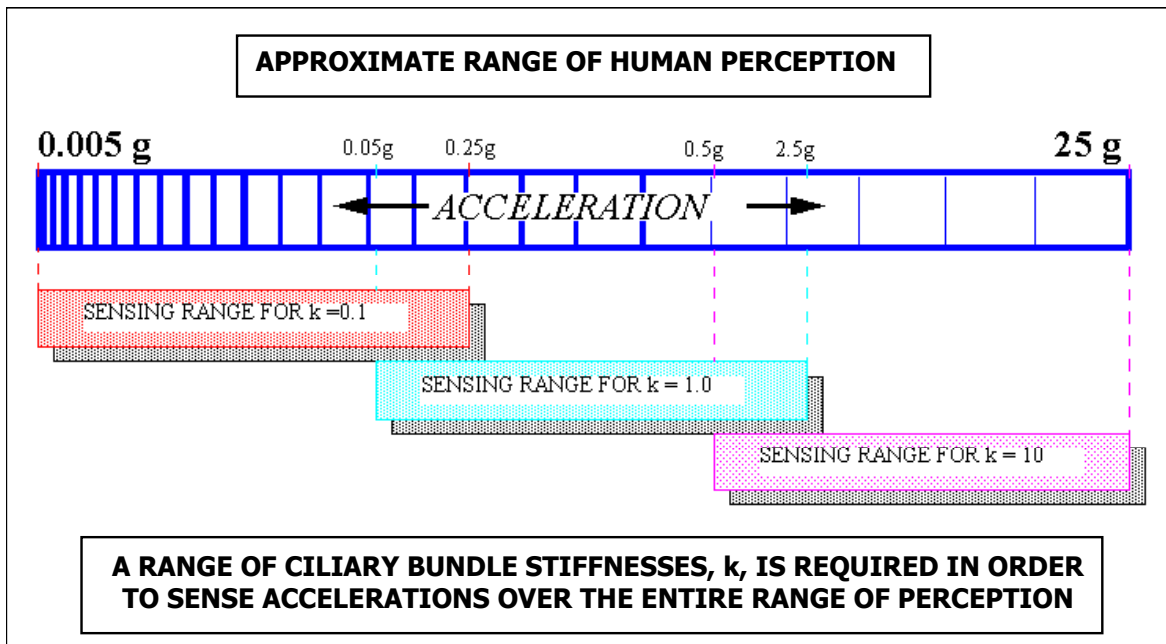 APPROXIMATE RANGE OF HUMAN PERCEPTION
0.005 g
0.05g
0.25g
0.5g
2.5g
25 g
ACCELERATION
SENSING RANGE FOR k =0.1
SENSING RANGE FOR k = 1.0
SENSING RANGE FOR k = 10
A RANGE OF CILIARY BUNDLE STIFFNESSES, k, IS REQUIRED IN ORDER
TO SENSE ACCELERATIONS OVER THE ENTIRE RANGE OF PERCEPTION